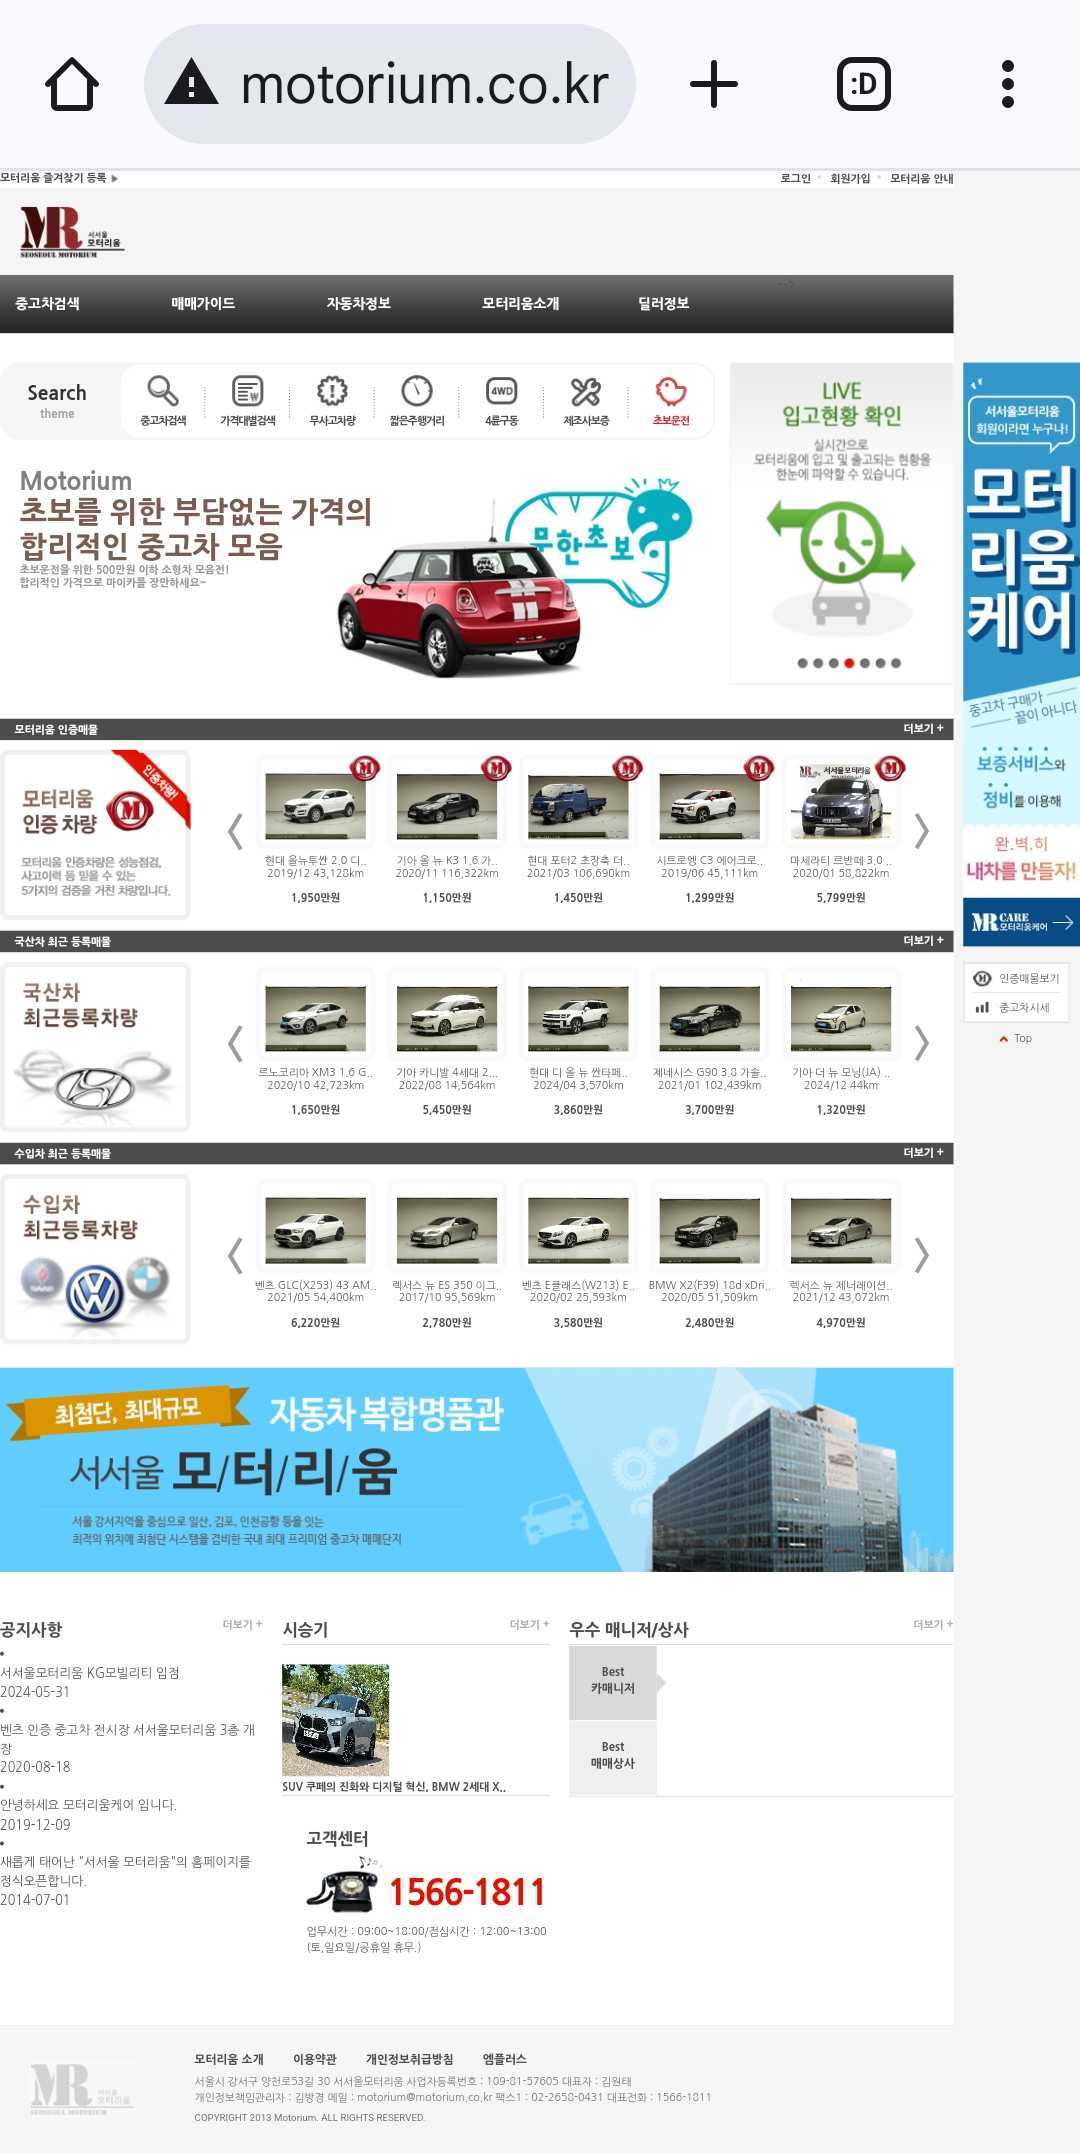 motorium.co.kr
:D
모터리움 즐겨찾기 등록
로그인
회원가입
모터리움 안내
MR
서서울
모터리움
SEOSEOUL MOTORIUM
-->
중고차검색
매매가이드
자동차정보
모터리움소개
딜러정보
Search
theme
중고차검색
가격대별검색
무사고차량
짧은주행거리
4WD
4륜구동
제조사보증
초보운전
Motorium
초보를 위한 부담없는 가격의
합리적인 중고차 모음
초보운전을 위한 500만원 이하 소형차 모음전!
합리적인 가격으로 마이카를 장만하세요~
무한초보
LIVE
입고현황 확인
실시간으로
모터리움에 입고 및 출고되는 현황을
한눈에 파악할 수 있습니다.
서서울모터리움
회원이라면 누구나!
모터
리움
케어
중고차 구매가
끝이 아니다
보증서비스와
정비를 이용해
완.벽.히
내차를 만들자!
MR CARE
모터리움케어
인증매물보기
중고차시세
Top
모터리움 인증매물
더보기 +
모터리움
인증 차량
인증차량!
모터리움 인증차량은 성능점검,
사고이력 등 믿을 수 있는
5가지의 검증을 거친 차량입니다.
서서울모터리움
현대 올뉴투싼 2.0 디..
2019/12 43,128km
1,950만원
기아 올 뉴 K3 1.6 가..
2020/11 116,322km
1,150만원
현대 포터2 초장축 더..
2021/03 106,690km
1,450만원
시트로엥 C3 에어크로..
2019/06 45,111km
1,299만원
마세라티 르반떼 3.0 ..
2020/01 58,822km
5,799만원
국산차 최근 등록매물
더보기 +
국산차
최근등록차량
르노코리아 XM3 1.6 G..
2020/10 42,723km
1,650만원
기아 카니발 4세대 2...
2022/08 14,564km
5,450만원
현대 디 올 뉴 싼타페..
2024/04 3,570km
3,860만원
제네시스 G90 3.8 가솔..
2021/01 102,439km
3,700만원
기아 더 뉴 모닝(JA) ..
2024/12 44km
1,320만원
수입차 최근 등록매물
더보기 +
수입차
최근등록차량
벤츠 GLC(X253) 43 AM..
2021/05 54,400km
6,220만원
렉서스 뉴 ES 350 이그..
2017/10 95,569km
2,780만원
벤츠 E클래스(W213) E..
2020/02 25,593km
3,580만원
BMW X2(F39) 18d xDri..
2020/05 51,509km
2,480만원
렉서스 뉴 제너레이션..
2021/12 43,072km
4,970만원
최첨단, 최대규모
자동차 복합명품관
서서울 모/터/리/움
서울 강서지역을 중심으로 일산, 김포, 인천공항 등을 잇는
최적의 위치에 최첨단 시스템을 겸비한 국내 최대 프리미엄 중고차 매매단지
공지사항
더보기 +
서서울모터리움 KG모빌리티 입점
2024-05-31
벤츠 인증 중고차 전시장 서서울모터리움 3층 개
장
2020-08-18
안녕하세요 모터리움케어 입니다.
2019-12-09
새롭게 태어난 "서서울 모터리움"의 홈페이지를
정식오픈합니다.
2014-07-01
시승기
더보기 +
SUV 쿠페의 진화와 디지털 혁신, BMW 2세대 X..
우수 매니저/상사
더보기 +
Best
카매니저
Best
매매상사
고객센터
1566-1811
업무시간 : 09:00~18:00/점심시간 : 12:00~13:00
(토,일요일/공휴일 휴무.)
모터리움 소개
이용약관
개인정보취급방침
엠플러스
MR
서서울
모터리움
SEOSEOUL MOTORIUM
서울시 강서구 양천로53길 38 서서울모터리움 사업자등록번호 : 109-81-57605 대표자 : 김원태
개인정보책임관리자 : 김방경 메일 : motorium@motorium.co.kr 팩스1 : 02-2658-0431 대표전화 : 1566-1811
COPYRIGHT 2013 Motorium. ALL RIGHTS RESERVED.